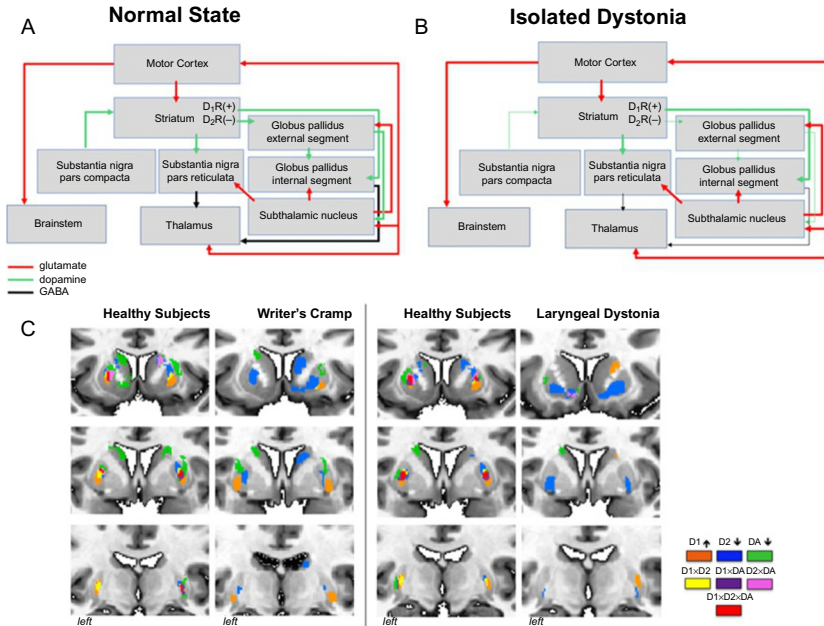 Normal State
A
Motor Cortex
Striatum
D1R(+)
D2R(–)
Globus pallidus
external segment
Substantia nigra
pars compacta
Substantia nigra
pars reticulata
Globus pallidus
internal segment
Brainstem
Thalamus
Subthalamic nucleus
glutamate
dopamine
GABA
Isolated Dystonia
B
Motor Cortex
Striatum
D1R(+)
D2R(–)
Globus pallidus
external segment
Substantia nigra
pars compacta
Substantia nigra
pars reticulata
Globus pallidus
internal segment
Brainstem
Thalamus
Subthalamic nucleus
C
Healthy Subjects
Writer's Cramp
Healthy Subjects
Laryngeal Dystonia
left
left
left
left
D1 ↑ D2 ↓ DA ↓
D1×D2 D1×DA D2×DA
D1×D2×DA